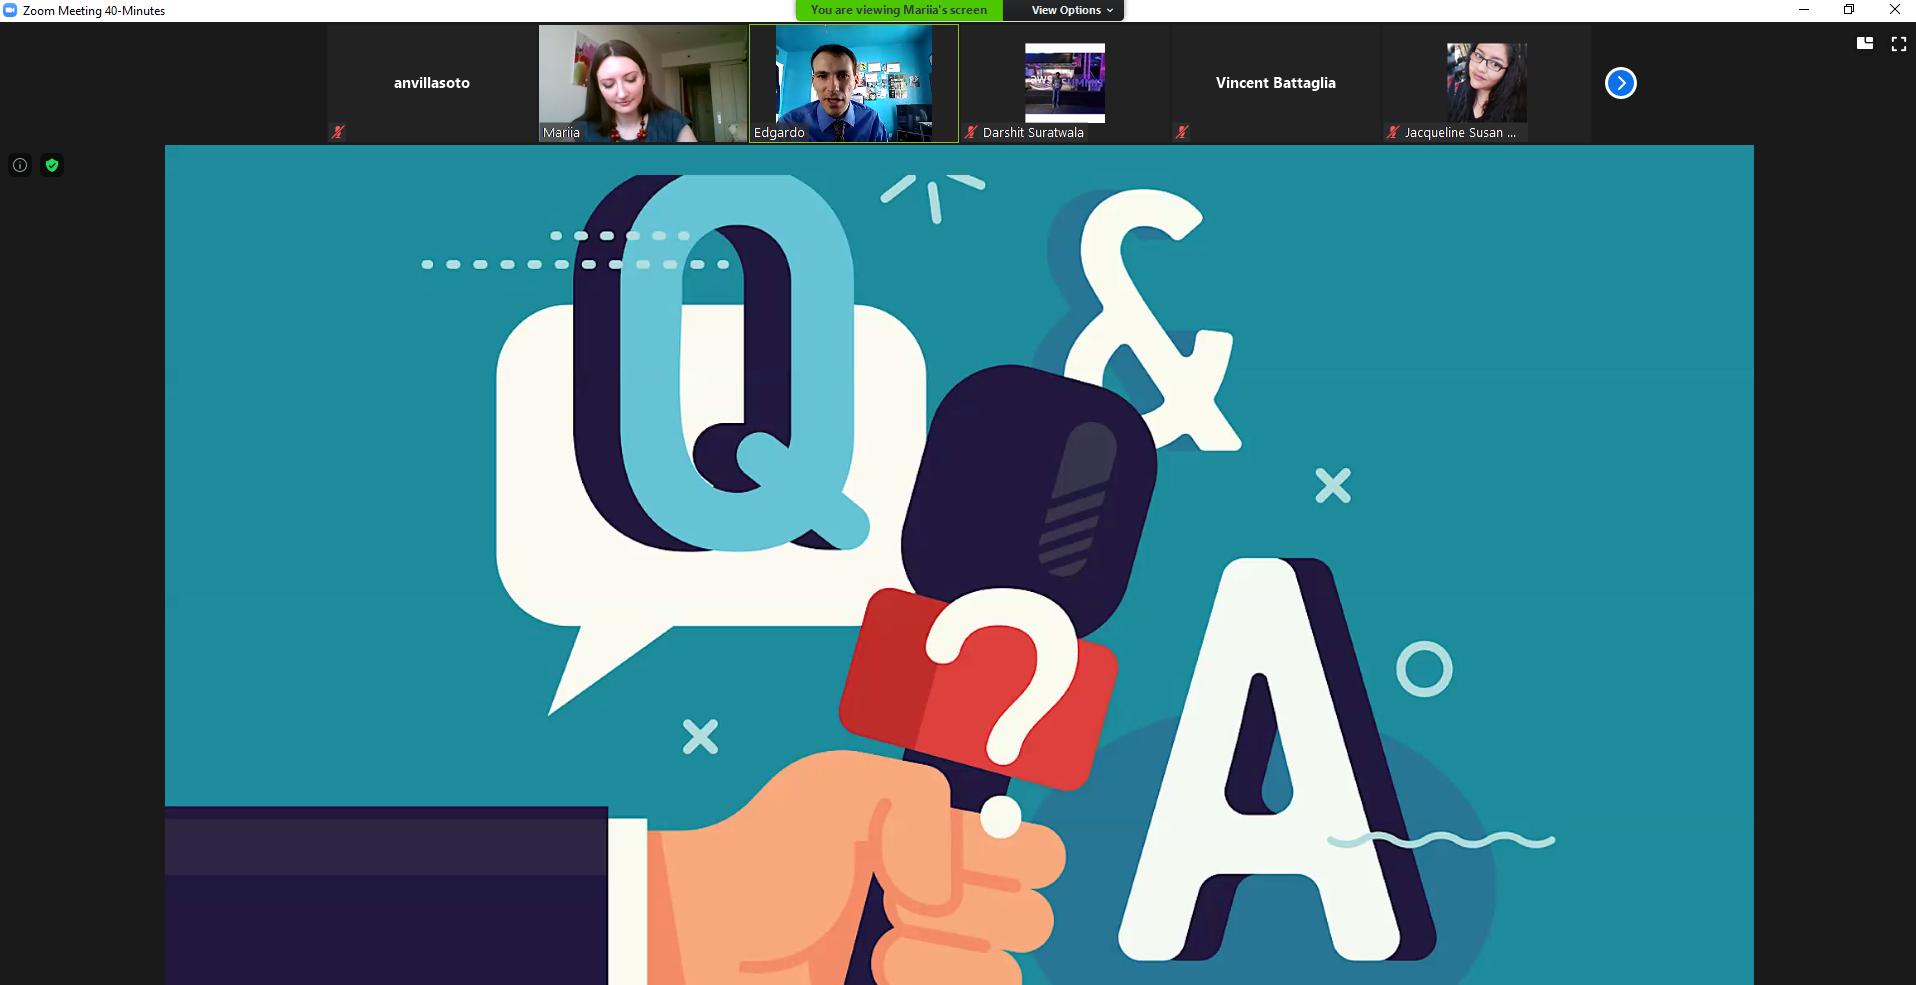 Zoom Meeting 40-Minutes
You are viewing Mariia's screen
View Options
anvillasoto
Mariia
Edgardo
Darshit Suratwala
Vincent Battaglia
Jacqueline Susan ...
Q
&
?
A